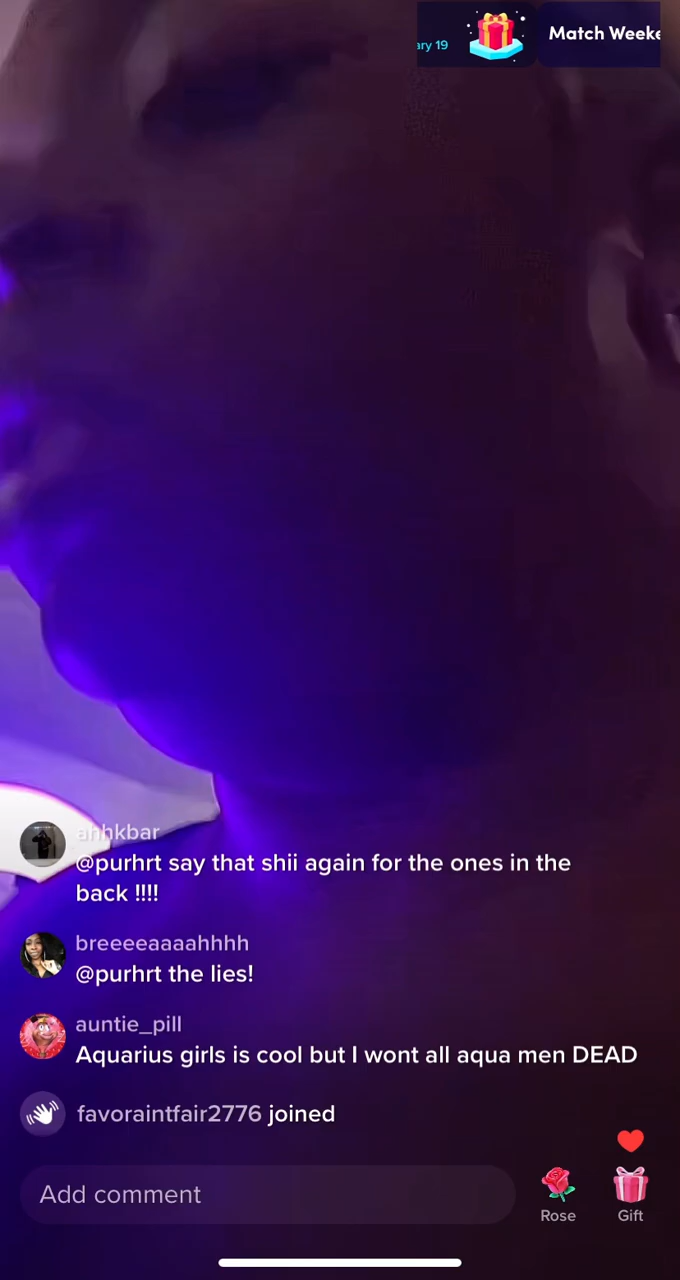 ary 19
Match Weeke
ahhkbar
@purhrt say that shii again for the ones in the
back !!!!
breeeeaaaahhhh
@purhrt the lies!
auntie_pill
Aquarius girls is cool but I wont all aqua men DEAD
favoraintfair2776 joined
Add comment
Rose
Gift